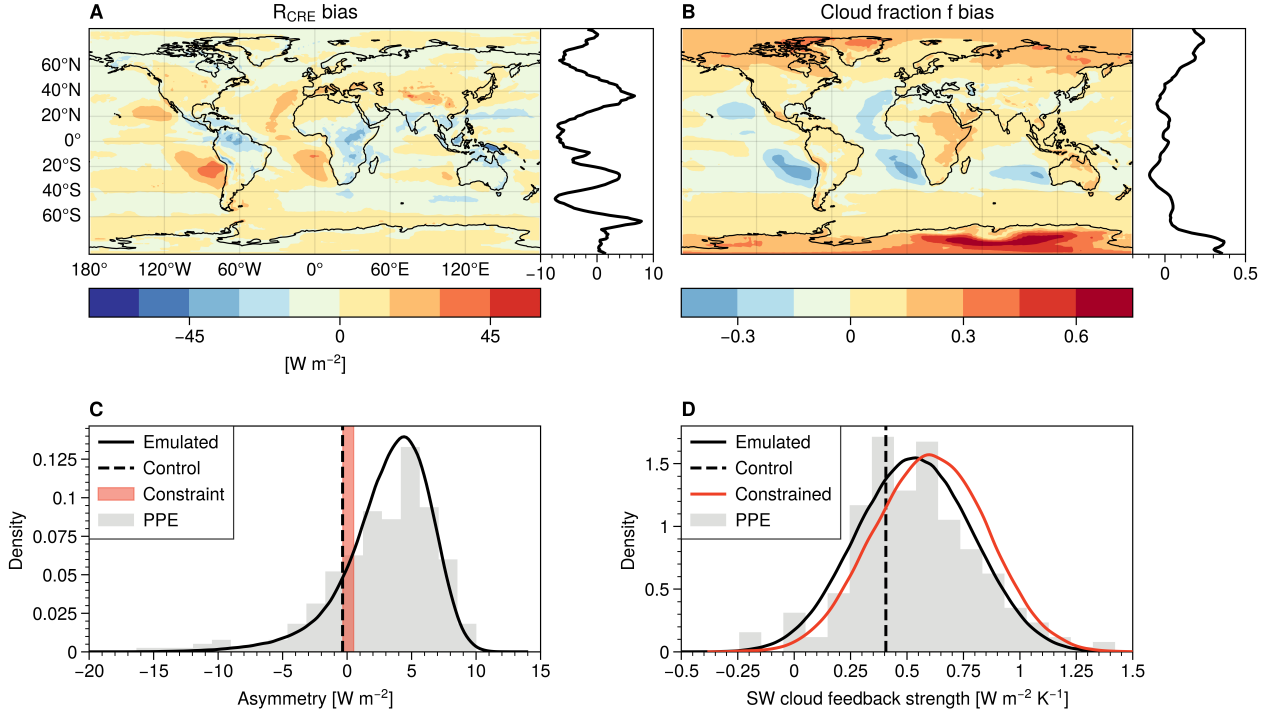 A R_CRE bias
B Cloud fraction f bias
60°N
40°N
20°N
0°
20°S
40°S
60°S
180° 120°W 60°W 0° 60°E 120°E −10 0 10
0 0.5
−45 0 45
[W m⁻²]
−0.3 0 0.3 0.6
C
Emulated
Control
Constraint
PPE
Density
0.125
0.1
0.075
0.05
0.025
0
−20 −15 −10 −5 0 5 10 15
Asymmetry [W m⁻²]
D
Emulated
Control
Constrained
PPE
Density
1.5
1
0.5
0
−0.5 −0.25 0 0.25 0.5 0.75 1 1.25 1.5
SW cloud feedback strength [W m⁻² K⁻¹]